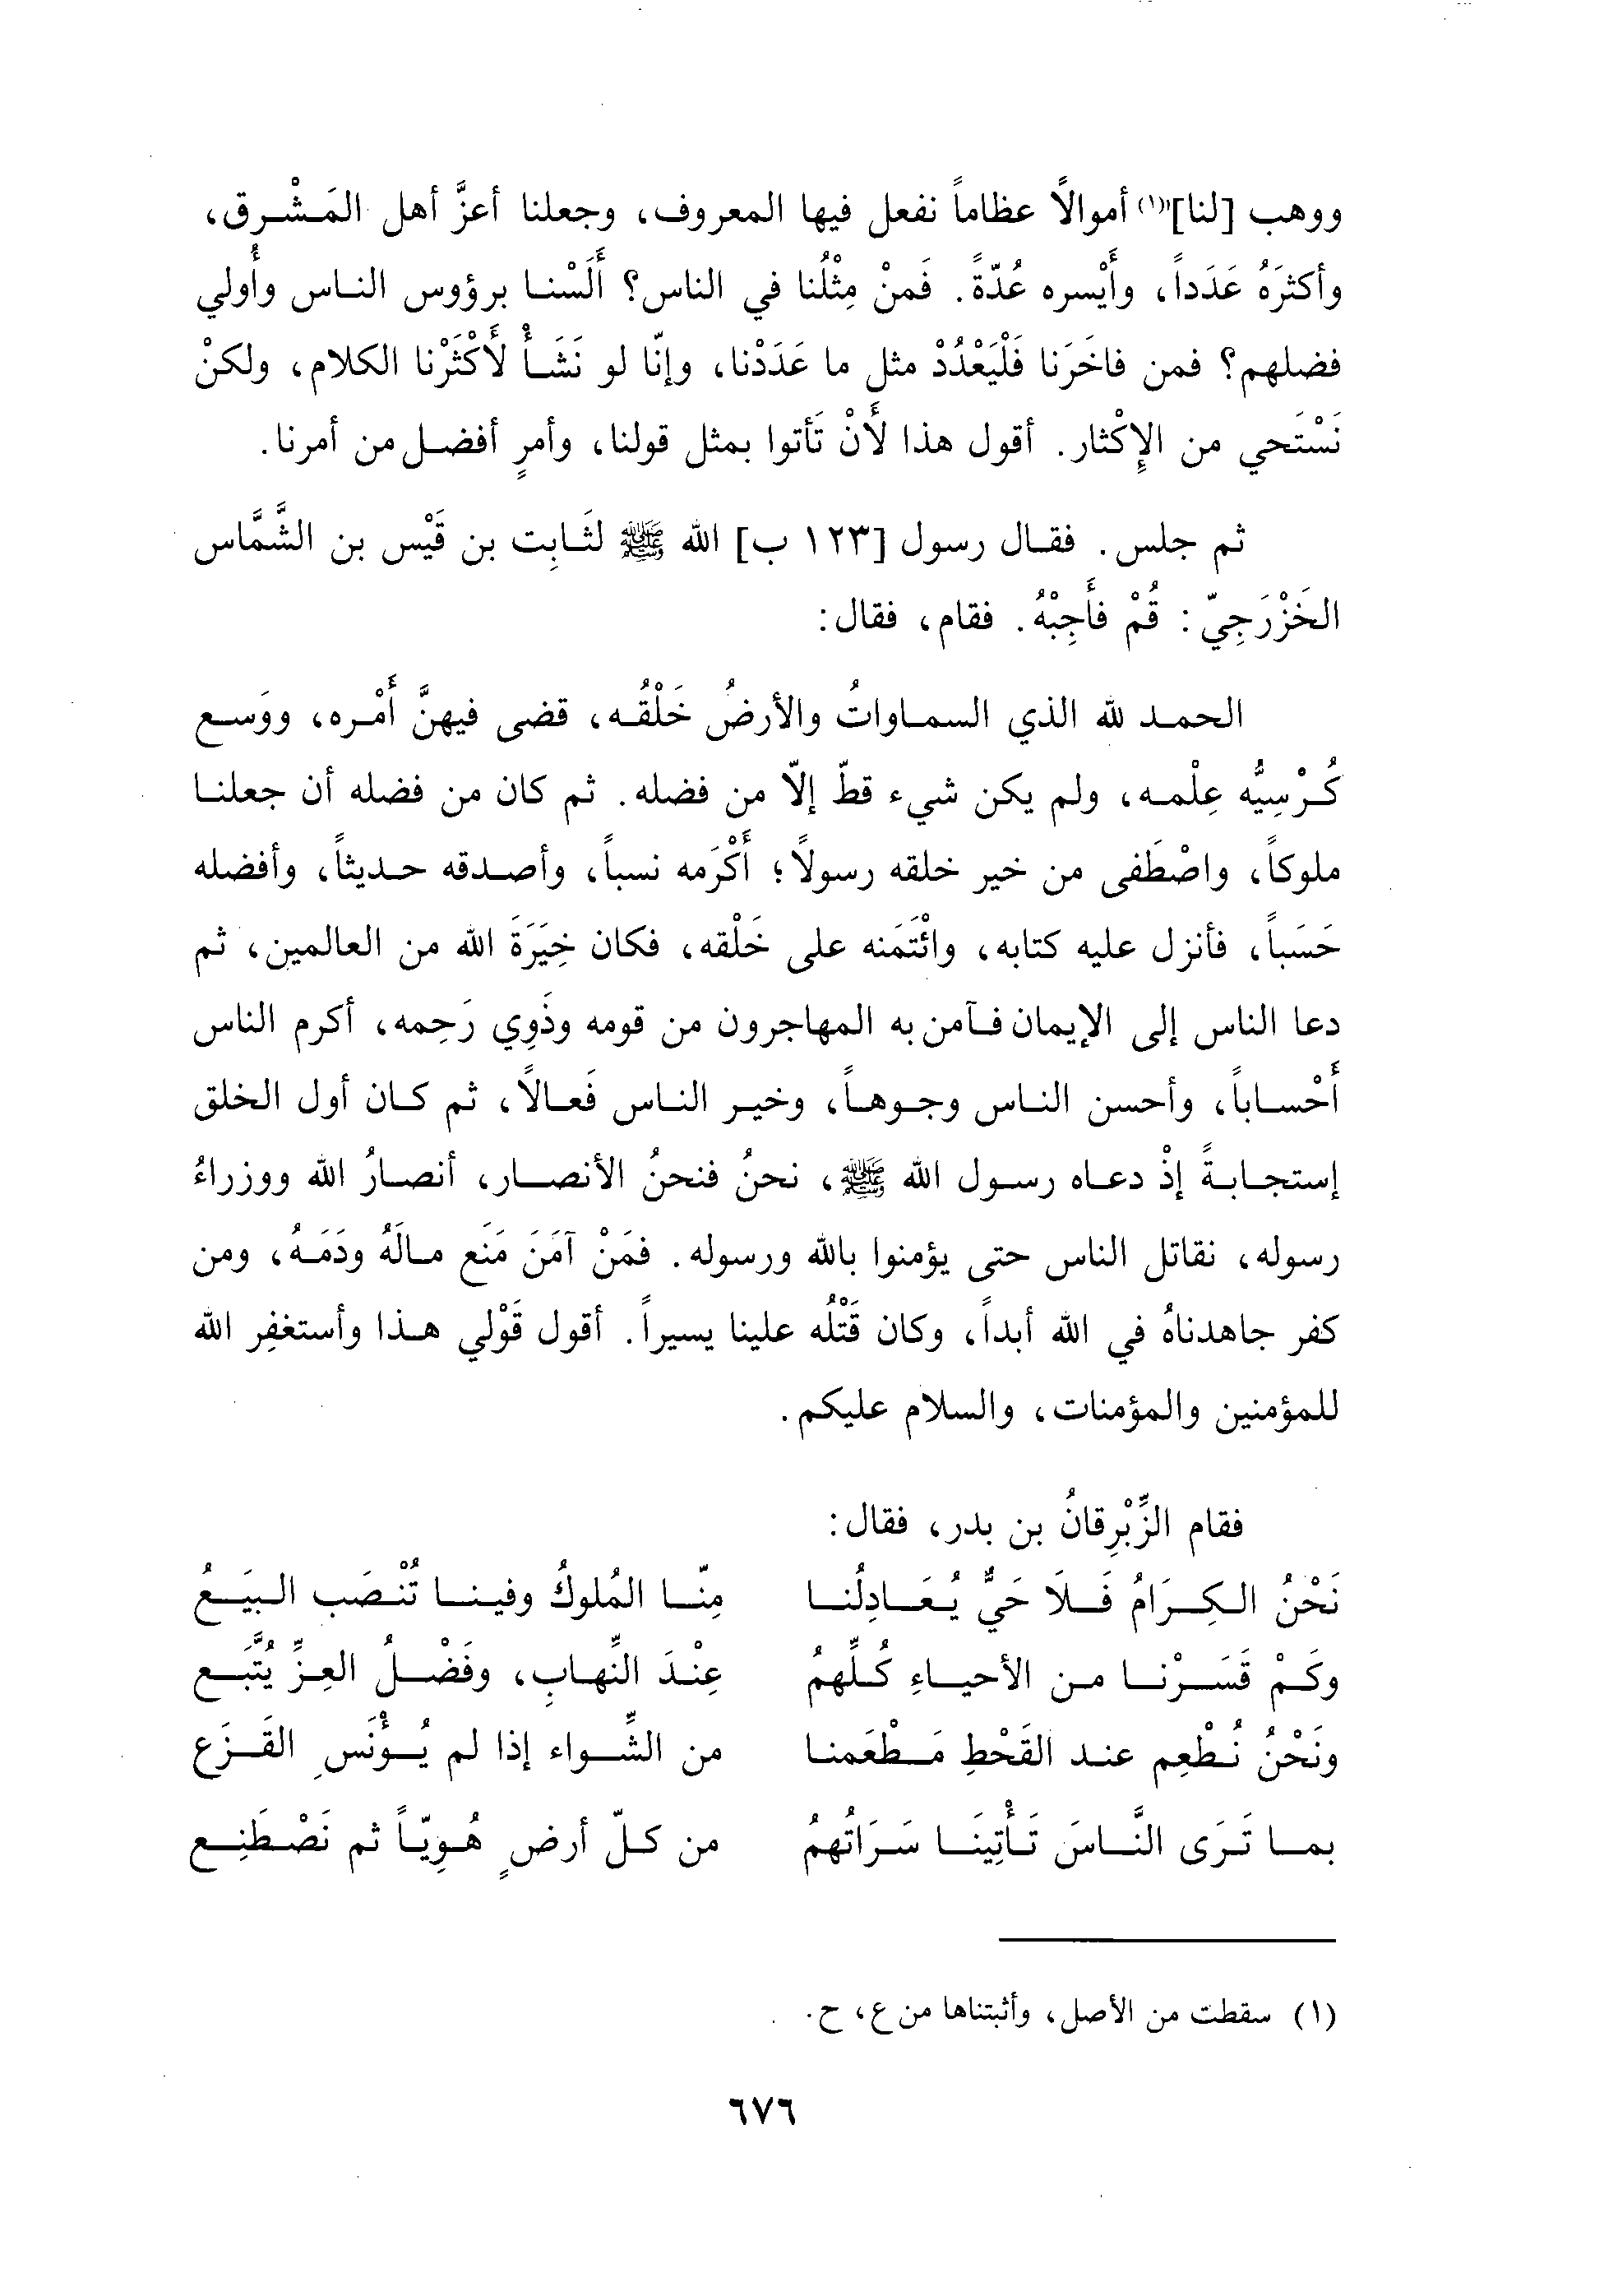 ووهب [لنا]"(١) أموالاً عظاماً نفعل فيها المعروف، وجعلنا أعزَّ أهل المَشْرق،
وأكثرَهُ عَدَداً، وأَيْسره عُدّةً. فَمنْ مِثْلُنا في الناس؟ أَلَسْنا برؤوس الناس وأُولي
فضلهم؟ فمن فاخَرَنا فَلْيَعْدُدْ مثل ما عَدَدْنا، وإنّا لو نَشَأْ لَأَكْثَرْنا الكلام، ولكنْ
نَسْتَحي من الإِكْثار. أقول هذا لَأَنْ تَأتوا بمثل قولنا، وأمرٍ أفضل من أمرنا.
ثم جلس. فقال رسول [١٢٣ ب] الله ﷺ لثَابِت بن قَيْس بن الشَّمَّاس
الخَزْرَجِيّ: قُمْ فأَجِبْهُ. فقام، فقال:
الحمد لله الذي السماواتُ والأرضُ خَلْقُه، قضى فيهنَّ أَمْره، ووَسع
كُرْسِيُّه عِلْمه، ولم يكن شيء قطّ إلّا من فضله. ثم كان من فضله أن جعلنا
ملوكاً، واصْطَفى من خير خلقه رسولاً؛ أَكْرَمه نسباً، وأصدقه حديثاً، وأفضله
حَسَباً، فأنزل عليه كتابه، وائْتَمَنه على خَلْقه، فكان خِيَرَةَ الله من العالمين، ثم
دعا الناس إلى الإيمان فآمن به المهاجرون من قومه وذَوِي رَحِمه، أكرم الناس
أَحْساباً، وأحسن الناس وجوهاً، وخير الناس فَعالاً، ثم كان أول الخلق
إستجابةً إذْ دعاه رسول الله ﷺ، نحنُ فنحنُ الأنصار، أنصارُ الله ووزراءُ
رسوله، نقاتل الناس حتى يؤمنوا بالله ورسوله. فمَنْ آمَنَ مَنَع مالَهُ ودَمَهُ، ومن
كفر جاهدناهُ في الله أبداً، وكان قَتْلُه علينا يسيراً. أقول قَوْلي هذا وأستغفِر الله
للمؤمنين والمؤمنات، والسلام عليكم.
فقام الزِّبْرِقانُ بن بدر، فقال:
نَحْنُ الكِرَامُ فَلاَ حَيٌّ يُعَادِلُنا مِنّا المُلوكُ وفينا تُنْصَب البيَعُ
وكَمْ قَسَرْنا من الأحياءِ كُلِّهمُ عِنْدَ النِّهابِ، وفَضْلُ العِزِّ يُتَّبَع
ونَحْنُ نُطْعِم عند القَحْطِ مَطْعَمنا من الشِّواء إذا لم يُؤْنَسِ القَزَع
بما تَرَى النَّاسَ تَأْتِينَا سَرَاتُهمُ من كلّ أرضٍ هُوِيّاً ثم نَصْطَنِع
(١) سقطت من الأصل، وأثبتناها من ع، ح.
٦٧٦